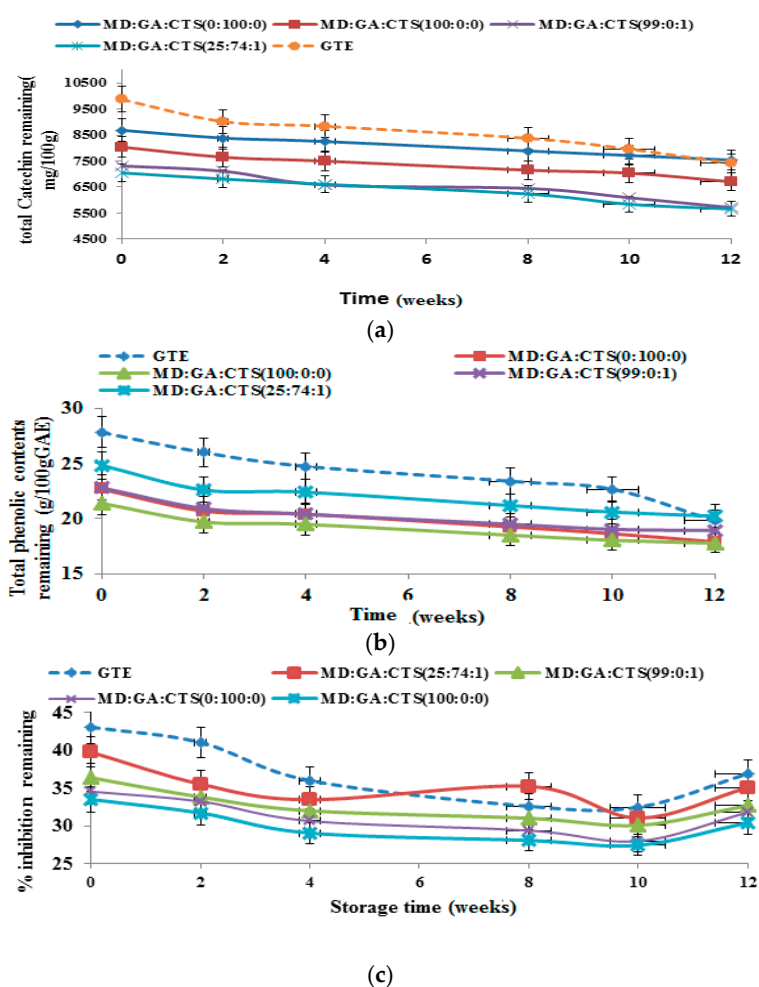 MD:GA:CTS(0:100:0) MD:GA:CTS(100:0:0) MD:GA:CTS(99:0:1)
MD:GA:CTS(25:74:1) GTE
total Catechin remaining(
mg/100g)
10500
9500
8500
7500
6500
5500
4500
0 2 4 6 8 10 12
Time (weeks)
(a)
GTE MD:GA:CTS(0:100:0)
MD:GA:CTS(100:0:0) MD:GA:CTS(99:0:1)
MD:GA:CTS(25:74:1)
Total phenolic contents
remaining (g/100gGAE)
30
25
20
15
0 2 4 6 8 10 12
Time (weeks)
(b)
GTE MD:GA:CTS(25:74:1) MD:GA:CTS(99:0:1)
MD:GA:CTS(0:100:0) MD:GA:CTS(100:0:0)
% inhibition remaining
45
40
35
30
25
0 2 4 6 8 10 12
Storage time (weeks)
(c)